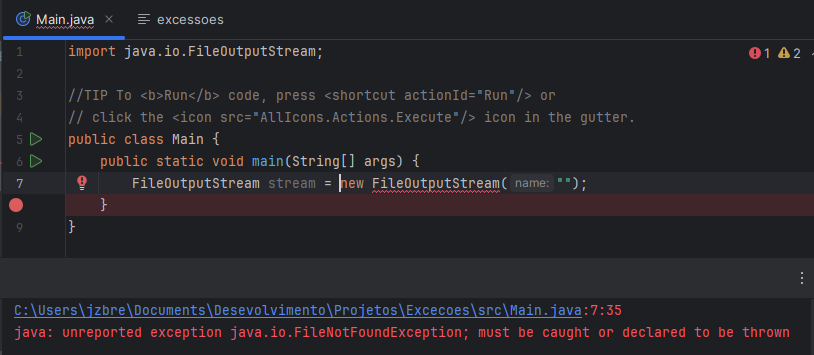 Main.java × excessoes
1 import java.io.FileOutputStream; 1 2
2
3 //TIP To <b>Run</b> code, press <shortcut actionId="Run"/> or
4 // click the <icon src="AllIcons.Actions.Execute"/> icon in the gutter.
5 public class Main {
6 public static void main(String[] args) {
7 FileOutputStream stream = new FileOutputStream( name: "");
}
9 }
C:\Users\jzbre\Documents\Desevolvimento\Projetos\Excecoes\src\Main.java:7:35
java: unreported exception java.io.FileNotFoundException; must be caught or declared to be thrown